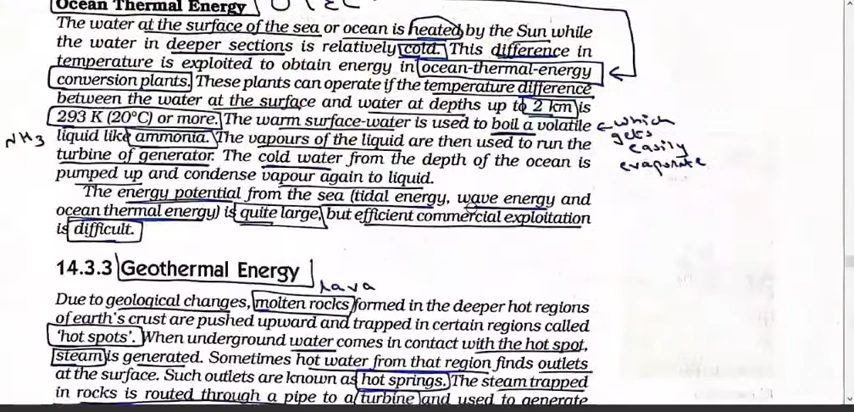 Ocean Thermal Energy
The water at the surface of the sea or ocean is heated by the Sun while
the water in deeper sections is relatively cold. This difference in
temperature is exploited to obtain energy in ocean-thermal-energy
conversion plants. These plants can operate if the temperature difference
between the water at the surface and water at depths up to 2 km is
293 K (20°C) or more. The warm surface-water is used to boil a volatile
which
gets
easily
evaporate
NH3
liquid like ammonia. The vapours of the liquid are then used to run the
turbine of generator. The cold water from the depth of the ocean is
pumped up and condense vapour again to liquid.
The energy potential from the sea (tidal energy, wave energy and
ocean thermal energy) is quite large, but efficient commercial exploitation
is difficult.
14.3.3 Geothermal Energy
Lava
Due to geological changes, molten rocks formed in the deeper hot regions
of earth's crust are pushed upward and trapped in certain regions called
'hot spots'. When underground water comes in contact with the hot spot,
steam is generated. Sometimes hot water from that region finds outlets
at the surface. Such outlets are known as hot springs. The steam trapped
in rocks is routed through a pipe to a turbine and used to generate